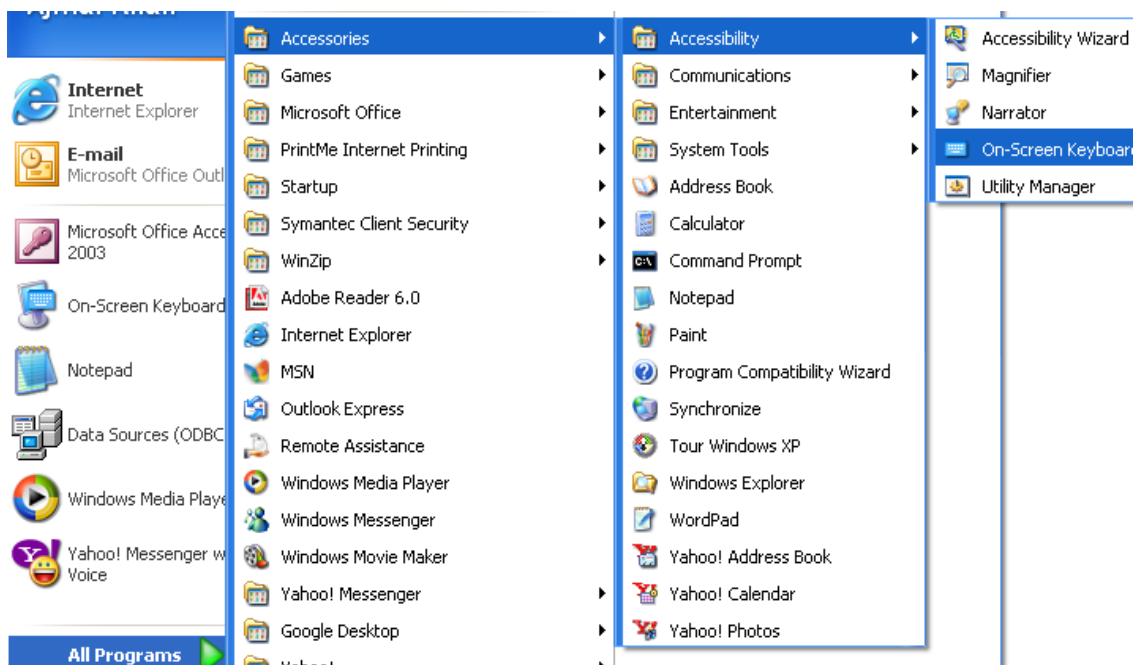 Internet
Internet Explorer
E-mail
Microsoft Office Outl
Microsoft Office Acce
2003
On-Screen Keyboard
Notepad
Data Sources (ODBC
Windows Media Playe
Yahoo! Messenger w
Voice
All Programs
Accessories
Games
Microsoft Office
PrintMe Internet Printing
Startup
Symantec Client Security
WinZip
Adobe Reader 6.0
Internet Explorer
MSN
Outlook Express
Remote Assistance
Windows Media Player
Windows Messenger
Windows Movie Maker
Yahoo! Messenger
Google Desktop
Yahoo!
Accessibility
Communications
Entertainment
System Tools
Address Book
Calculator
Command Prompt
Notepad
Paint
Program Compatibility Wizard
Synchronize
Tour Windows XP
Windows Explorer
WordPad
Yahoo! Address Book
Yahoo! Calendar
Yahoo! Photos
Accessibility Wizard
Magnifier
Narrator
On-Screen Keyboard
Utility Manager